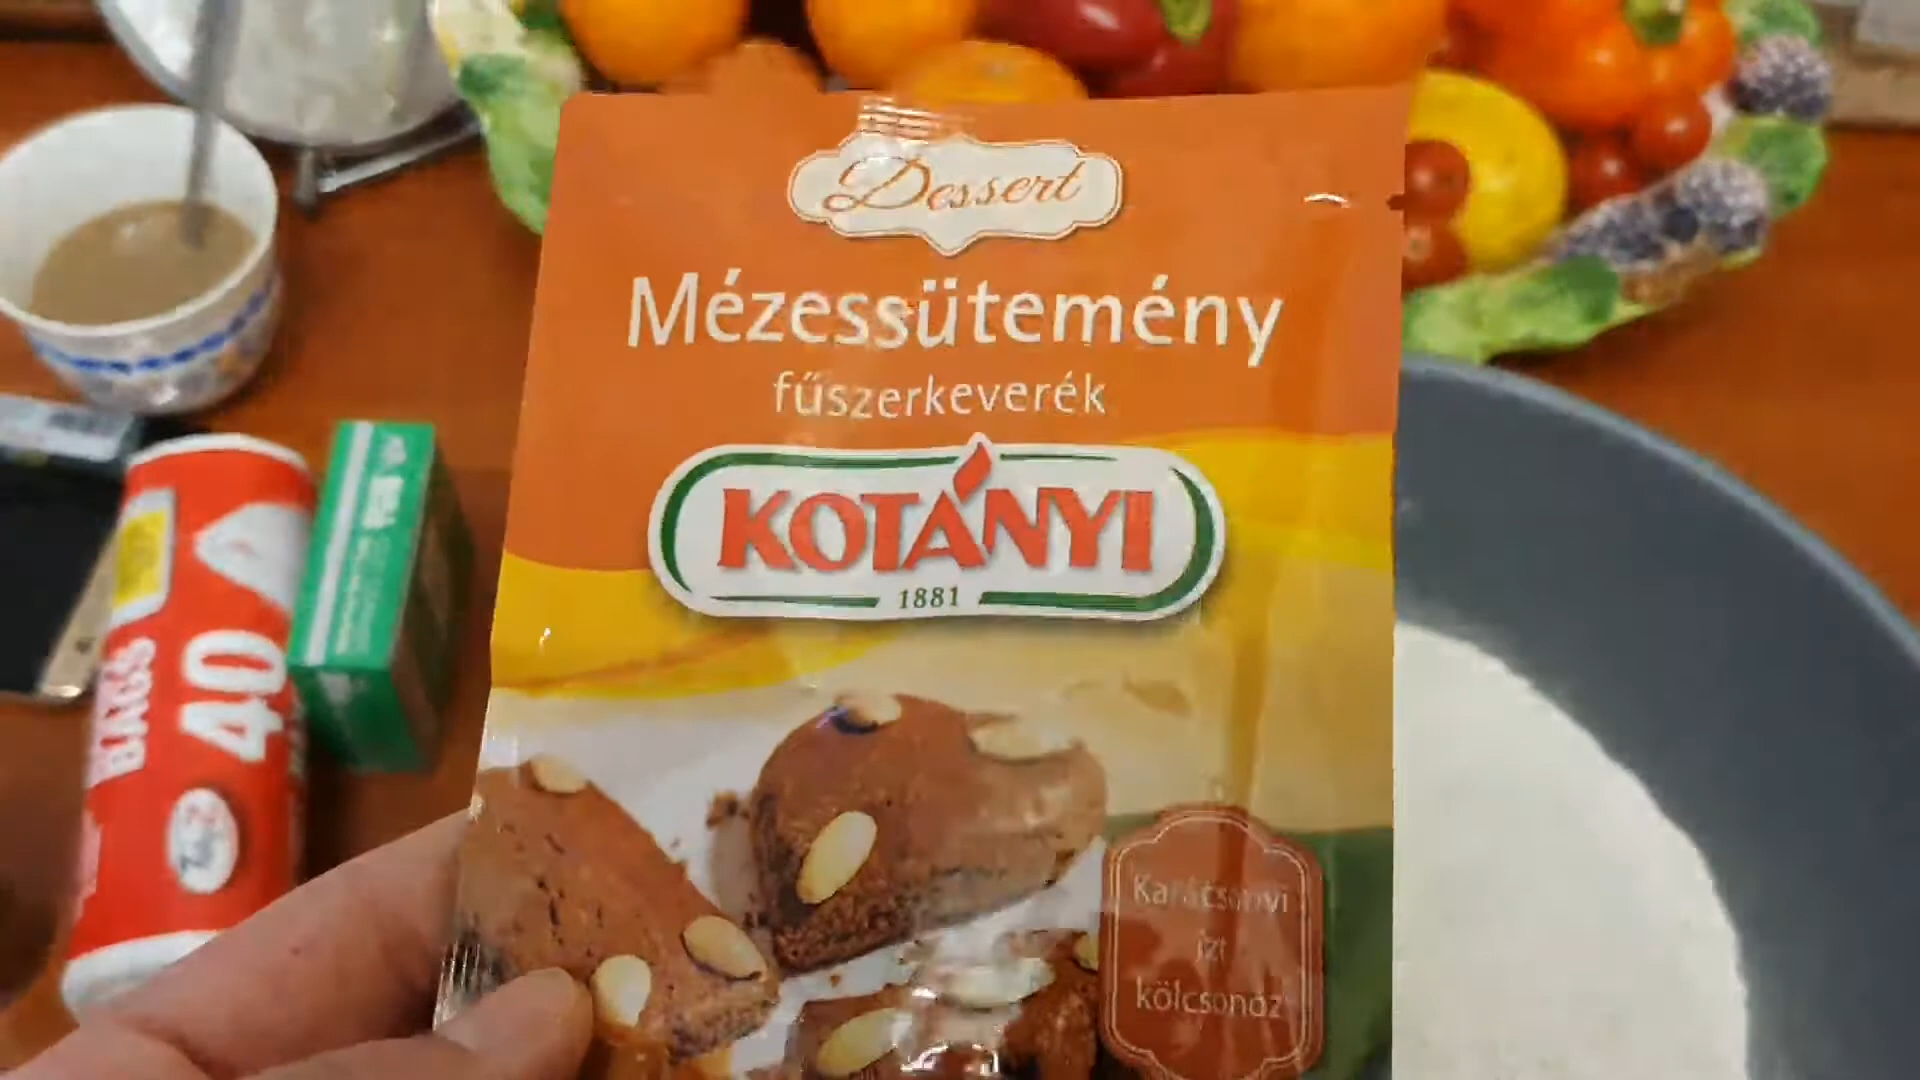 Dessert
Mézessütemény
fűszerkeverék
KOTÁNYI
1881
Karácsonyi
ízt
kölcsönöz
BAGS
40